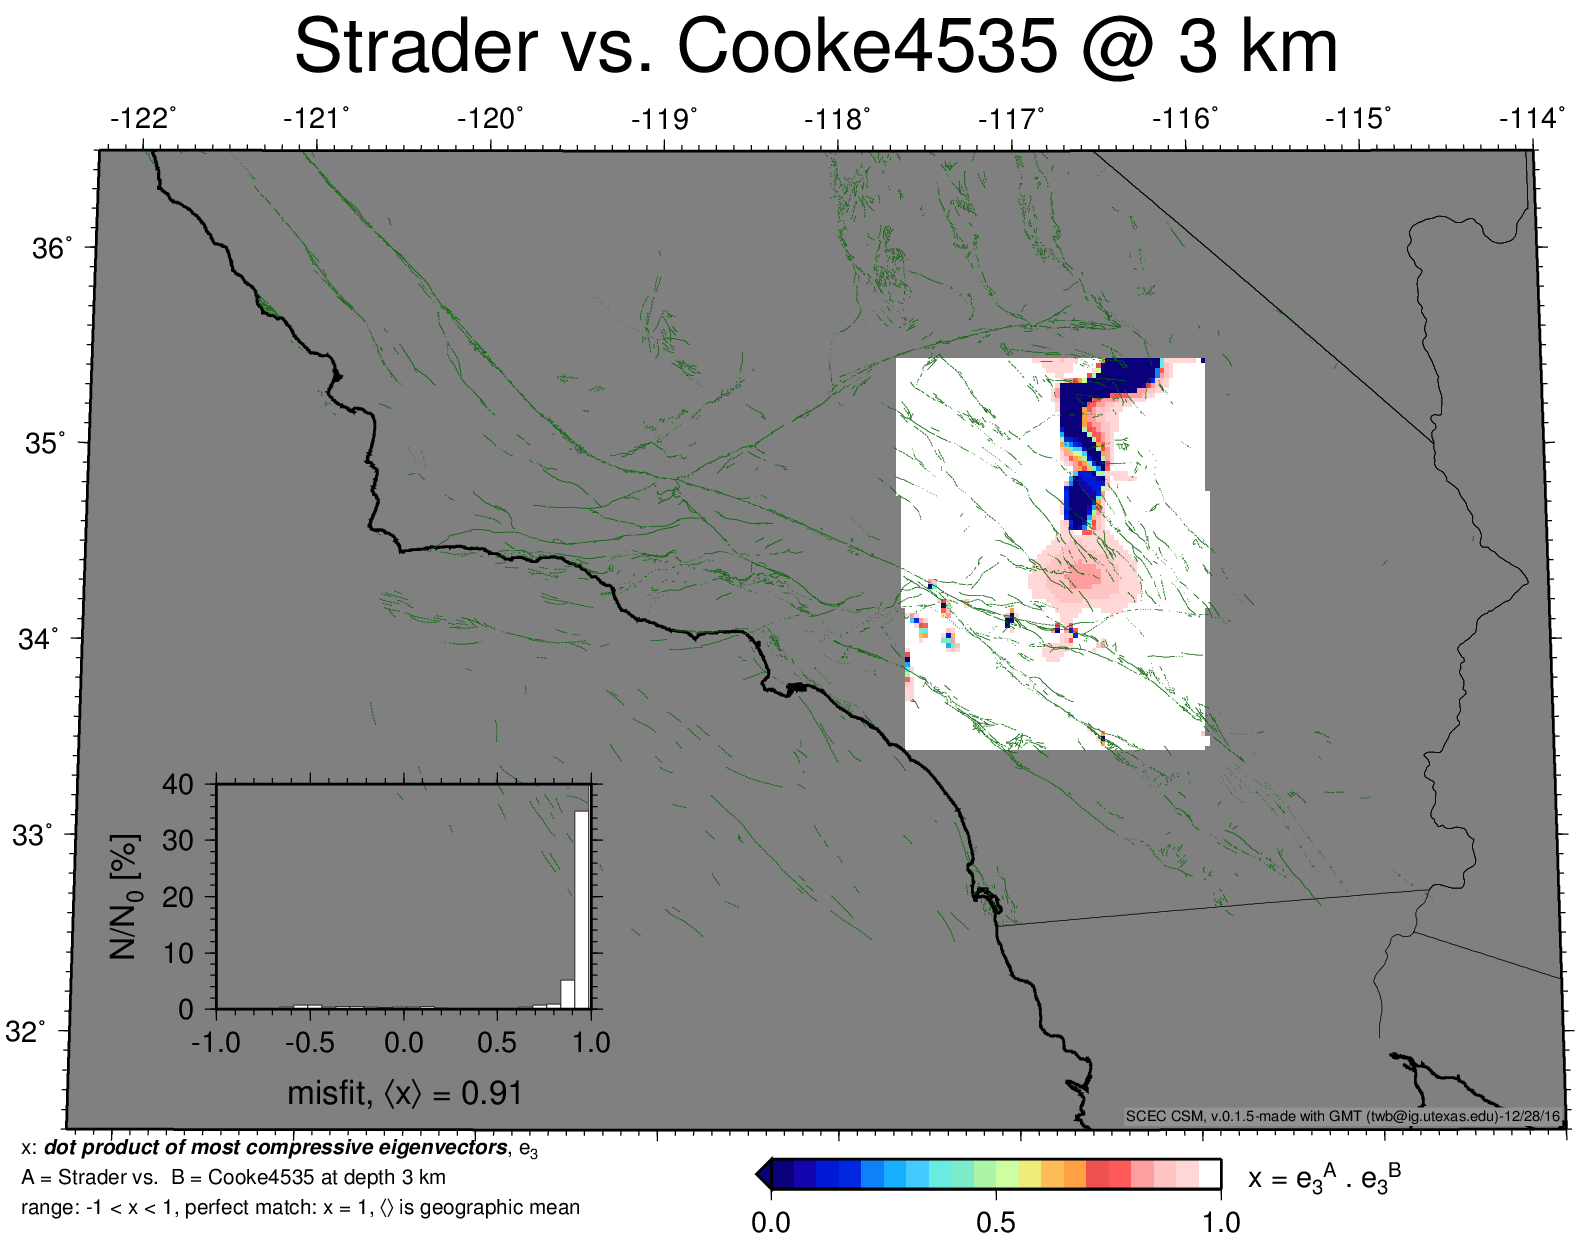 Strader vs. Cooke4535 @ 3 km
-122° -121° -120° -119° -118° -117° -116° -115° -114°
36°
35°
34°
33°
32°
40
30
20
10
0
N/N0 [%]
-1.0 -0.5 0.0 0.5 1.0
misfit, ⟨x⟩ = 0.91
SCEC CSM, v.0.1.5-made with GMT (twb@ig.utexas.edu)-12/28/16
x: dot product of most compressive eigenvectors, e3
A = Strader vs. B = Cooke4535 at depth 3 km
range: -1 < x < 1, perfect match: x = 1, ⟨⟩ is geographic mean
x = e3A . e3B
0.0 0.5 1.0